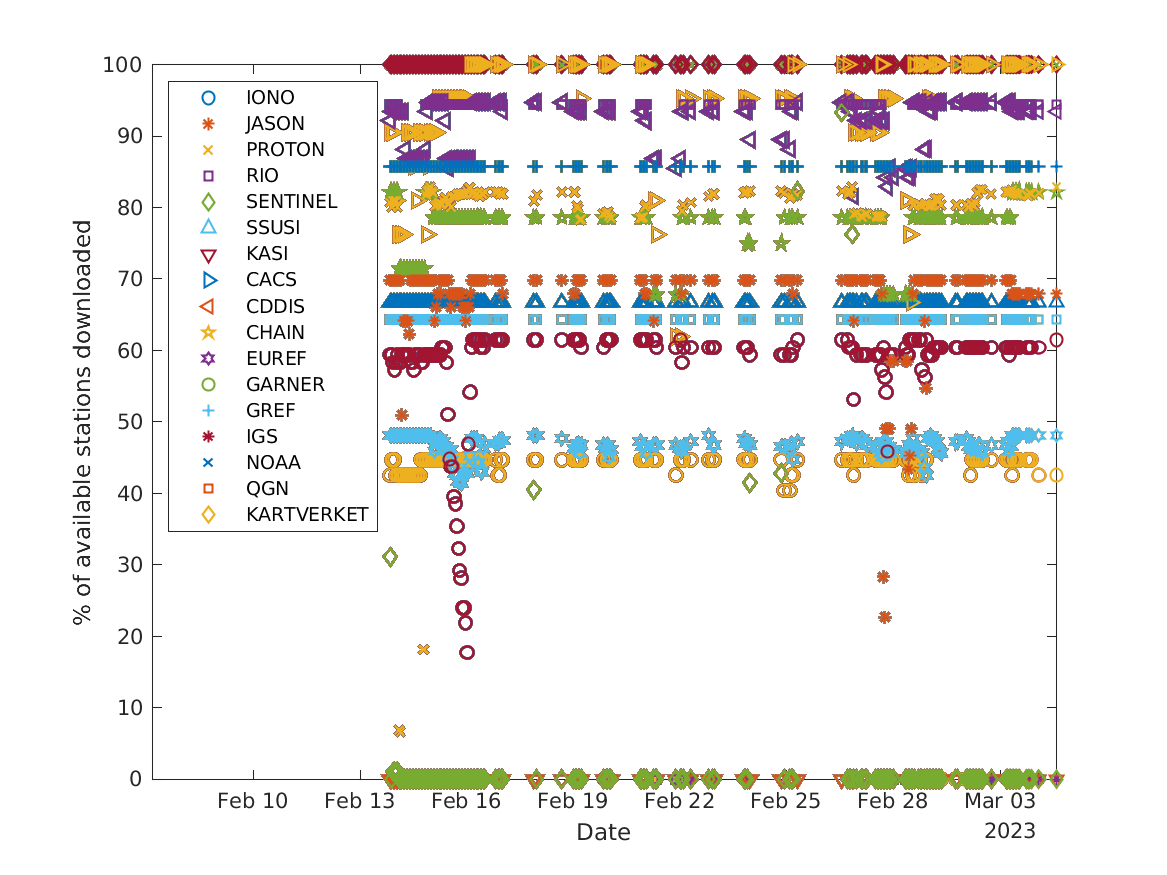 100
90
80
70
60
50
40
30
20
10
0
% of available stations downloaded
IONO
JASON
PROTON
RIO
SENTINEL
SSUSI
KASI
CACS
CDDIS
CHAIN
EUREF
GARNER
GREF
IGS
NOAA
QGN
KARTVERKET
Feb 10 Feb 13 Feb 16 Feb 19 Feb 22 Feb 25 Feb 28 Mar 03
2023
Date